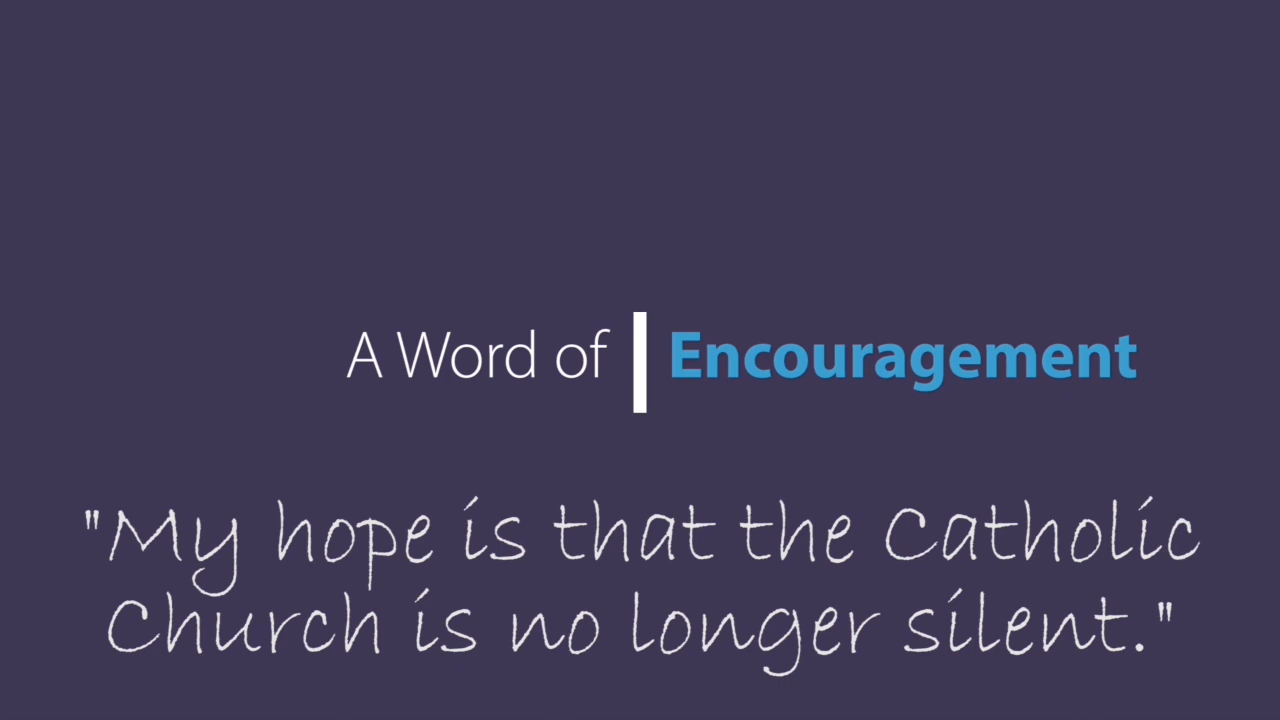 A Word of Encouragement
"My hope is that the Catholic
Church is no longer silent."